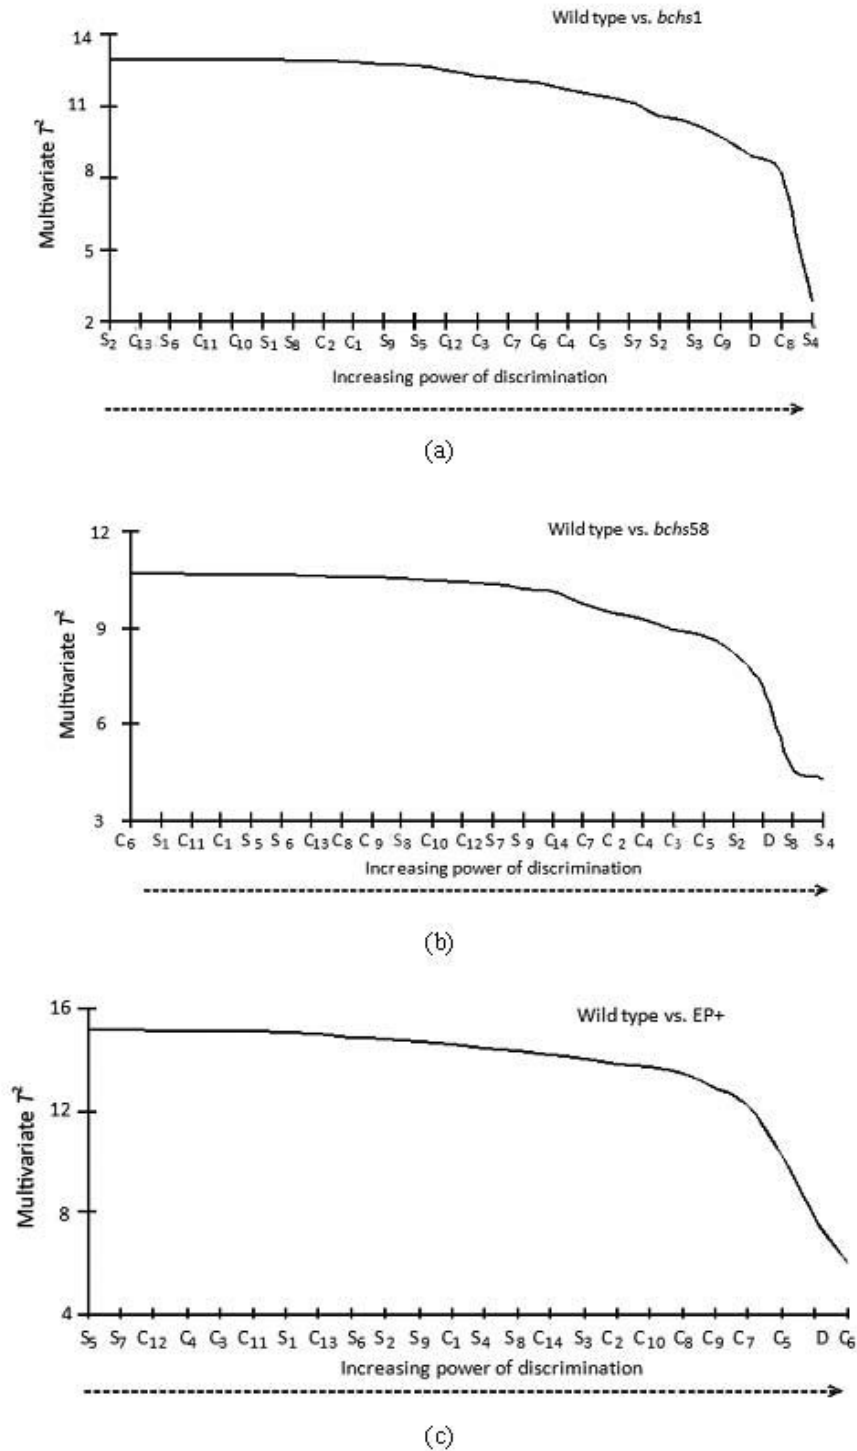 Wild type vs. bchs1
14
11
8
5
2
Multivariate T²
S₂ C₁₃ S₆ C₁₁ C₁₀ S₁ S₈ C₂ C₁ S₉ S₅ C₁₂ C₃ C₇ C₆ C₄ C₅ S₇ S₂ S₃ C₉ D C₈ S₄
Increasing power of discrimination
(a)
Wild type vs. bchs58
12
9
6
3
Multivariate T²
C₆ S₁ C₁₁ C₁ S₅ S₆ C₁₃ C₈ C₉ S₈ C₁₀ C₁₂ S₇ S₉ C₁₄ C₇ C₂ C₄ C₃ C₅ S₂ D S₈ S₄
Increasing power of discrimination
(b)
Wild type vs. EP+
16
12
8
4
Multivariate T²
S₅ S₇ C₁₂ C₄ C₃ C₁₁ S₁ C₁₃ S₆ S₂ S₉ C₁ S₄ S₈ C₁₄ S₃ C₂ C₁₀ C₈ C₉ C₇ C₅ D C₆
Increasing power of discrimination
(c)